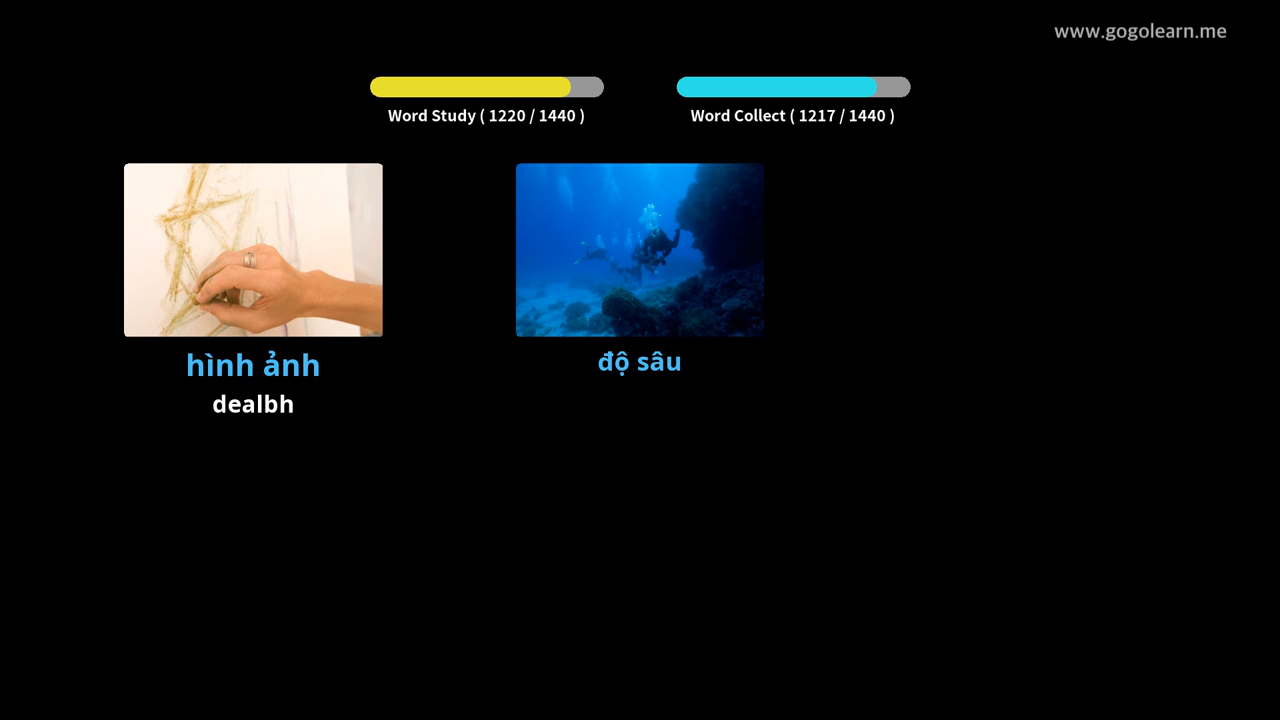 www.gogolearn.me
Word Study ( 1220 / 1440 )
Word Collect ( 1217 / 1440 )
hình ảnh
dealbh
độ sâu